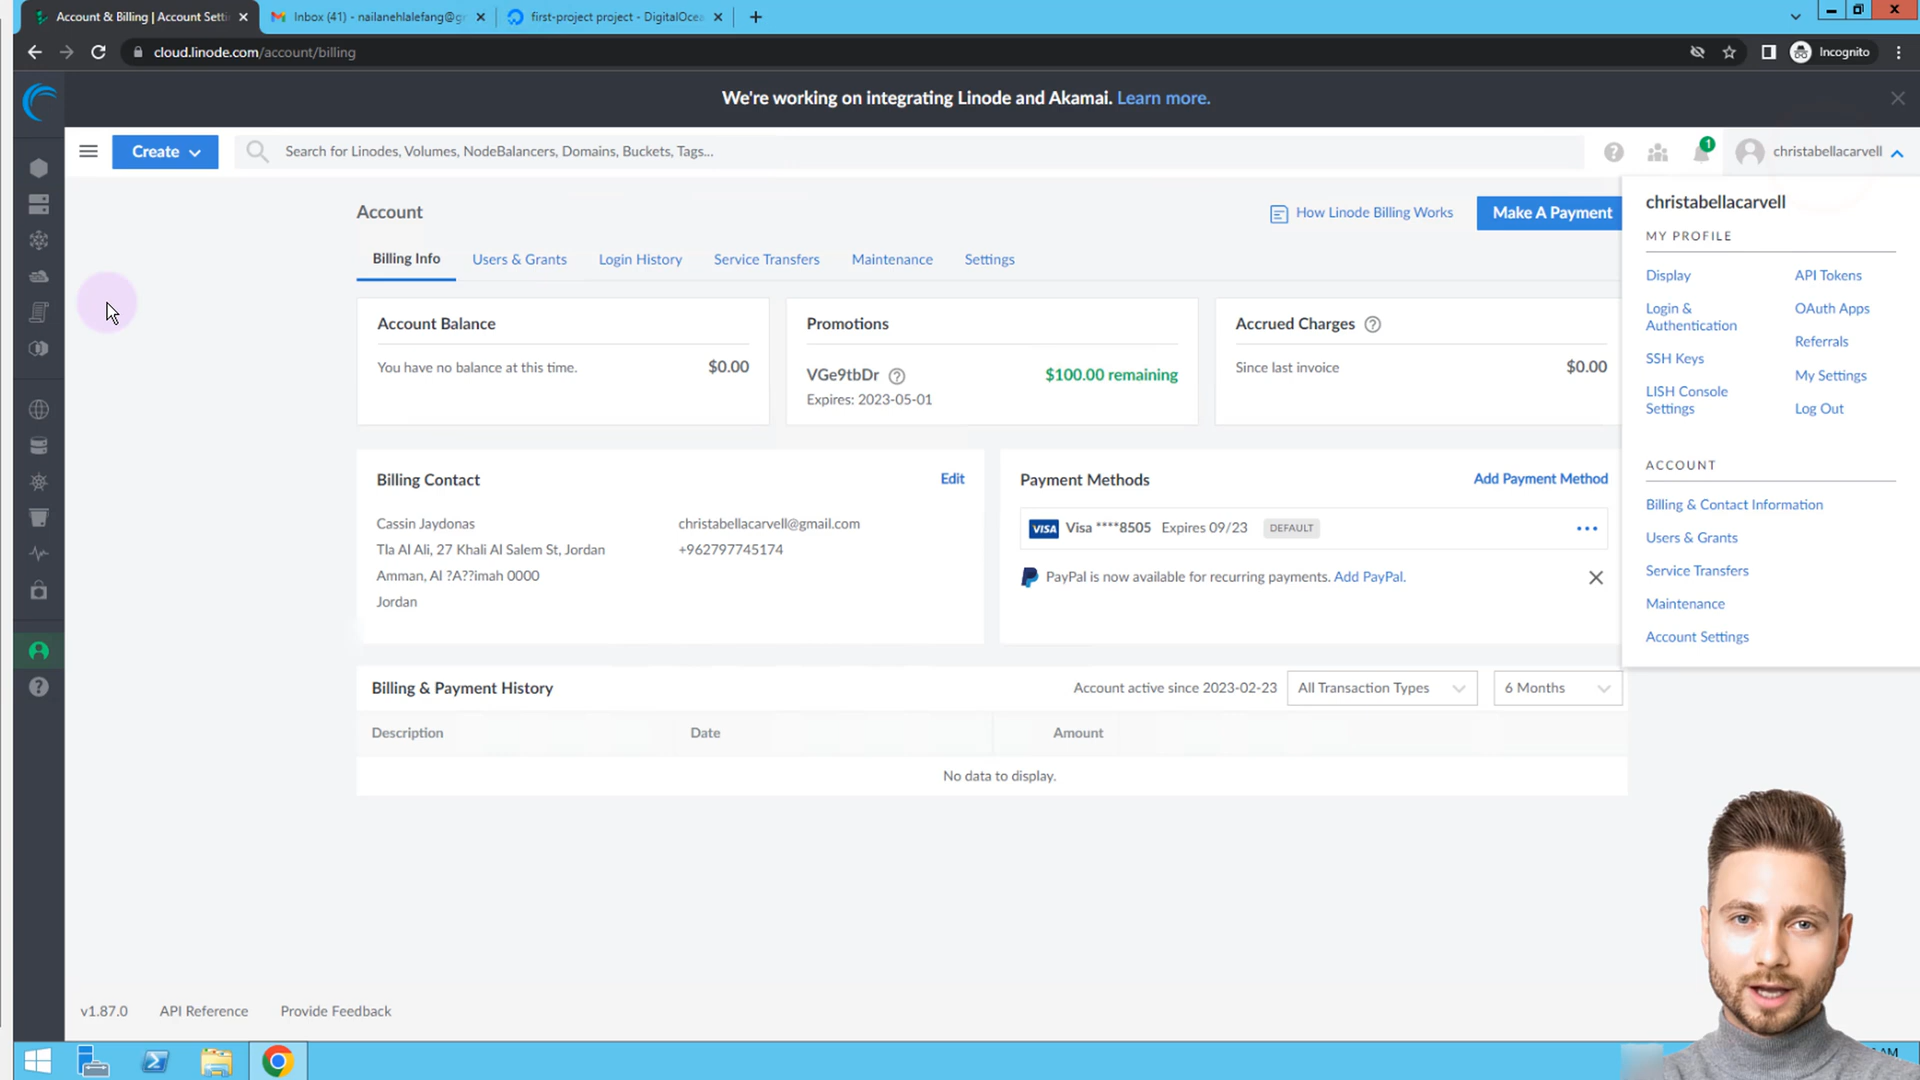 Account & Billing | Account Setti
Inbox (41) - nailanehlalefang@g
first-project project - DigitalOcea
cloud.linode.com/account/billing
Incognito
We're working on integrating Linode and Akamai. Learn more.
Create
Search for Linodes, Volumes, NodeBalancers, Domains, Buckets, Tags...
1
christabellacarvell
Account
How Linode Billing Works
Make A Payment
Billing Info
Users & Grants
Login History
Service Transfers
Maintenance
Settings
Account Balance
You have no balance at this time.
$0.00
Promotions
VGe9tbDr
$100.00 remaining
Expires: 2023-05-01
Accrued Charges
Since last invoice
$0.00
Billing Contact
Edit
Cassin Jaydonas
Tla Al Ali, 27 Khali Al Salem St, Jordan
Amman, Al ?A??imah 0000
Jordan
christabellacarvell@gmail.com
+962797745174
Payment Methods
Add Payment Method
VISA
Visa ****8505 Expires 09/23
DEFAULT
PayPal is now available for recurring payments. Add PayPal.
Billing & Payment History
Account active since 2023-02-23
All Transaction Types
6 Months
Description
Date
Amount
No data to display.
christabellacarvell
MY PROFILE
Display
Login &
Authentication
SSH Keys
LISH Console
Settings
API Tokens
OAuth Apps
Referrals
My Settings
Log Out
ACCOUNT
Billing & Contact Information
Users & Grants
Service Transfers
Maintenance
Account Settings
v1.87.0
API Reference
Provide Feedback
AM